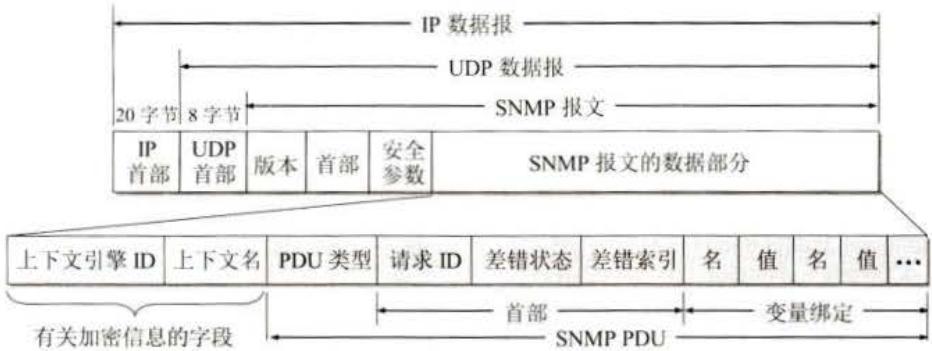 IP 数据报
UDP 数据报
SNMP 报文
20 字节 8 字节
IP 首部 UDP 首部 版本 首部 安全参数 SNMP 报文的数据部分
上下文引擎 ID 上下文名 PDU 类型 请求 ID 差错状态 差错索引 名 值 名 值 •••
首部 变量绑定
有关加密信息的字段 SNMP PDU